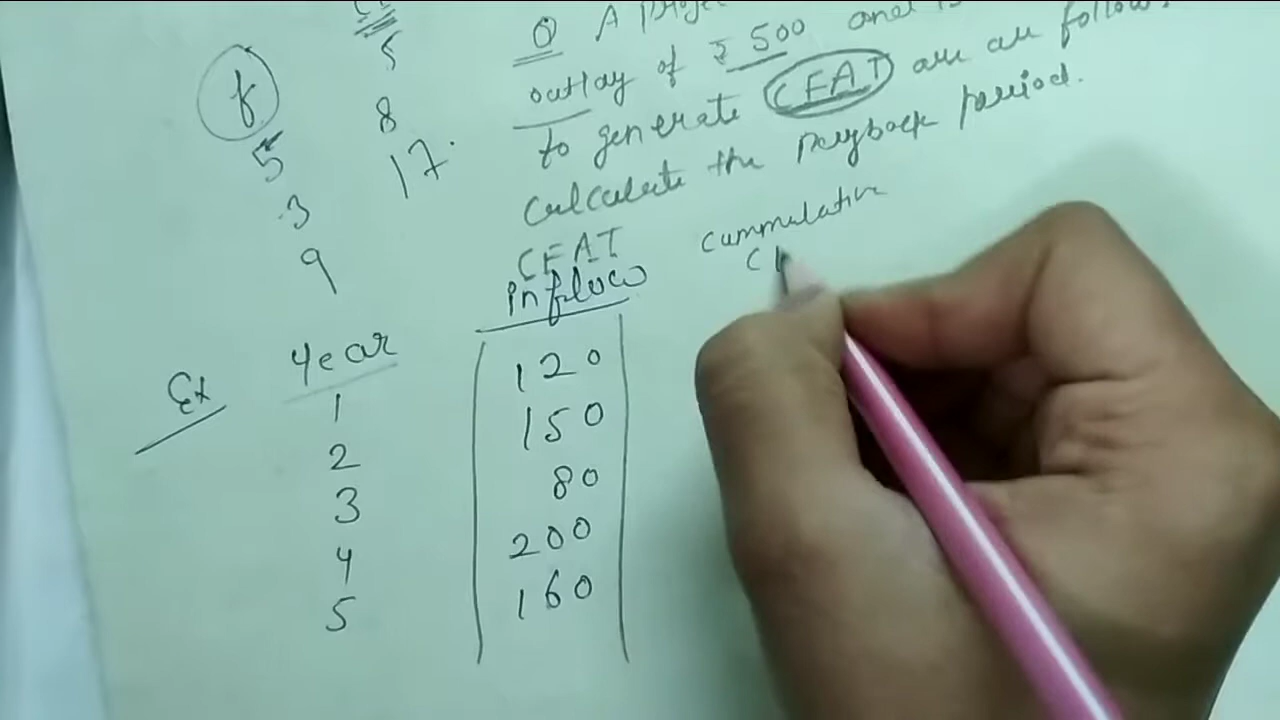 f
5
3
9
5
8
17.
Q A
outlay of ₹ 500 and
to generate CFAT are as follow.
Calculate the payback period.
CFAT
inflow
Cummulative
C
Ex
Year
1 120
2 150
3 80
4 200
5 160